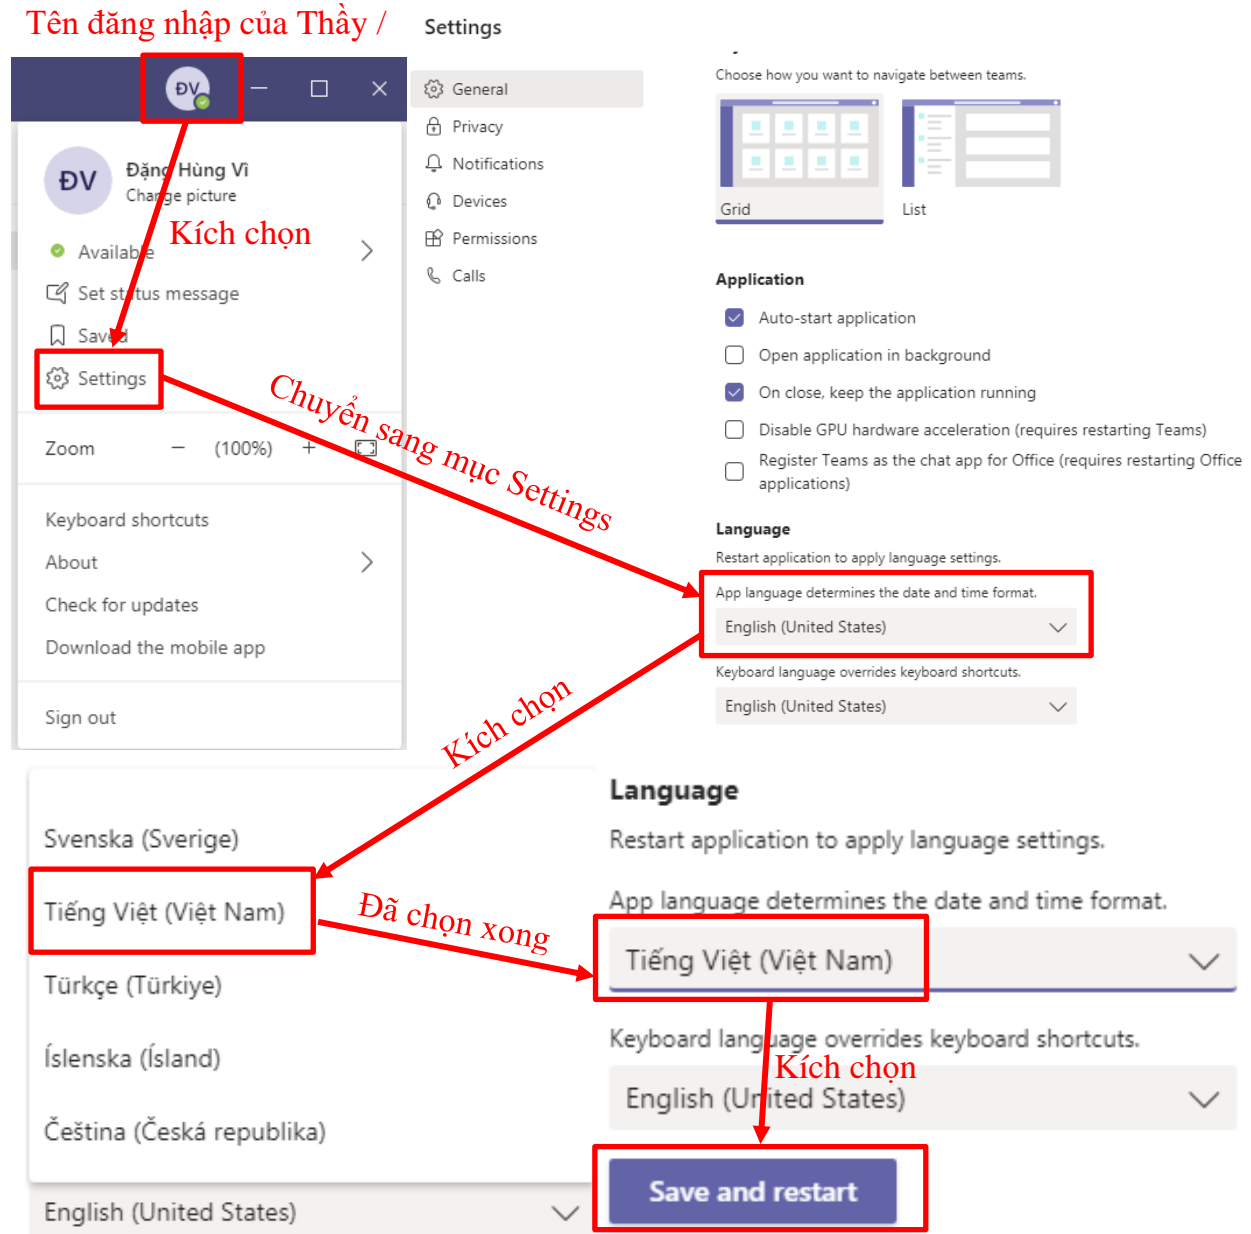 Tên đăng nhập của Thầy /
ĐV
ĐV
Đặng Hùng Vì
Change picture
Kích chọn
Available
Set status message
Saved
Settings
Zoom
(100%)
Keyboard shortcuts
About
Check for updates
Download the mobile app
Sign out
Settings
General
Privacy
Notifications
Devices
Permissions
Calls
Choose how you want to navigate between teams.
Grid
List
Application
Auto-start application
Open application in background
On close, keep the application running
Disable GPU hardware acceleration (requires restarting Teams)
Register Teams as the chat app for Office (requires restarting Office
applications)
Chuyển sang mục Settings
Language
Restart application to apply language settings.
App language determines the date and time format.
English (United States)
Keyboard language overrides keyboard shortcuts.
English (United States)
Kích chọn
Svenska (Sverige)
Tiếng Việt (Việt Nam)
Türkçe (Türkiye)
Íslenska (Ísland)
Čeština (Česká republika)
English (United States)
Đã chọn xong
Language
Restart application to apply language settings.
App language determines the date and time format.
Tiếng Việt (Việt Nam)
Keyboard language overrides keyboard shortcuts.
Kích chọn
English (United States)
Save and restart